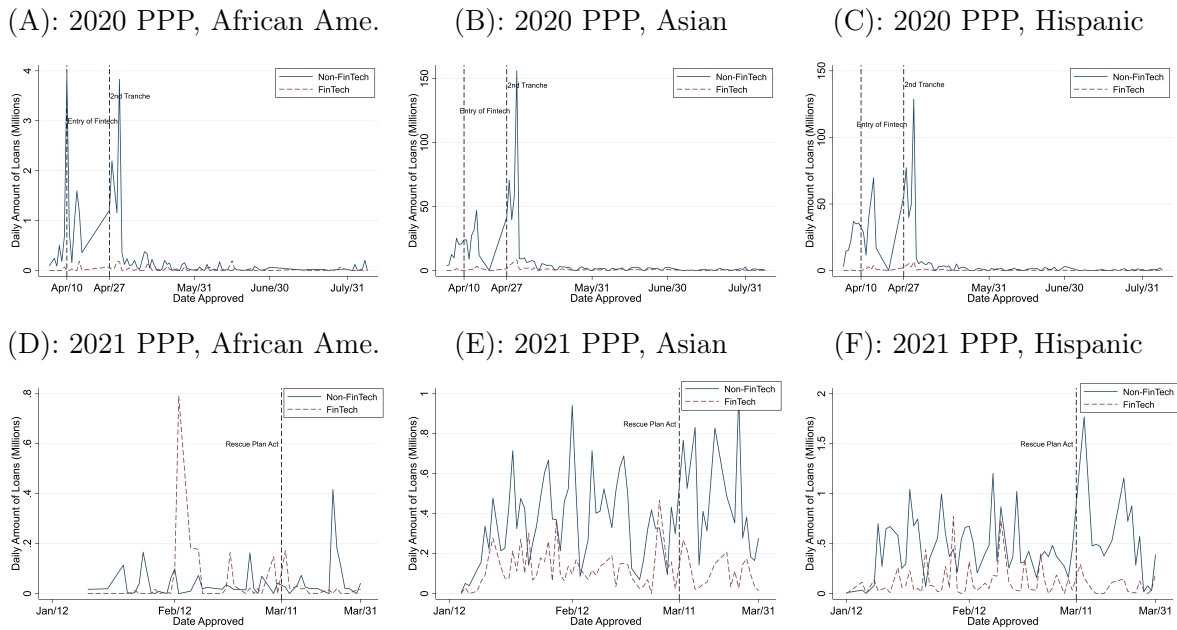 (A): 2020 PPP, African Ame.
Daily Amount of Loans (Millions)
4
3
2
1
0
Entry of Fintech
2nd Tranche
Non-FinTech
FinTech
Apr/10
Apr/27
May/31
June/30
July/31
Date Approved
(B): 2020 PPP, Asian
Daily Amount of Loans (Millions)
150
100
50
0
Entry of Fintech
2nd Tranche
Non-FinTech
FinTech
Apr/10
Apr/27
May/31
June/30
July/31
Date Approved
(C): 2020 PPP, Hispanic
Daily Amount of Loans (Millions)
150
100
50
0
Entry of Fintech
2nd Tranche
Non-FinTech
FinTech
Apr/10
Apr/27
May/31
June/30
July/31
Date Approved
(D): 2021 PPP, African Ame.
Daily Amount of Loans (Millions)
.8
.6
.4
.2
0
Rescue Plan Act
Non-FinTech
FinTech
Jan/12
Feb/12
Mar/11
Mar/31
Date Approved
(E): 2021 PPP, Asian
Daily Amount of Loans (Millions)
1
.8
.6
.4
.2
0
Rescue Plan Act
Non-FinTech
FinTech
Jan/12
Feb/12
Mar/11
Mar/31
Date Approved
(F): 2021 PPP, Hispanic
Daily Amount of Loans (Millions)
2
1.5
1
.5
0
Rescue Plan Act
Non-FinTech
FinTech
Jan/12
Feb/12
Mar/11
Mar/31
Date Approved